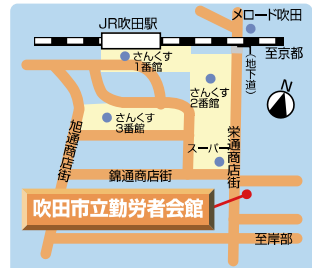 メロード吹田
JR吹田駅
至京都
(地下道)
さんくす
1番館
N
さんくす
2番館
さんくす
3番館
旭通商店街
栄通商店街
スーパー
錦通商店街
吹田市立勤労者会館
至岸部